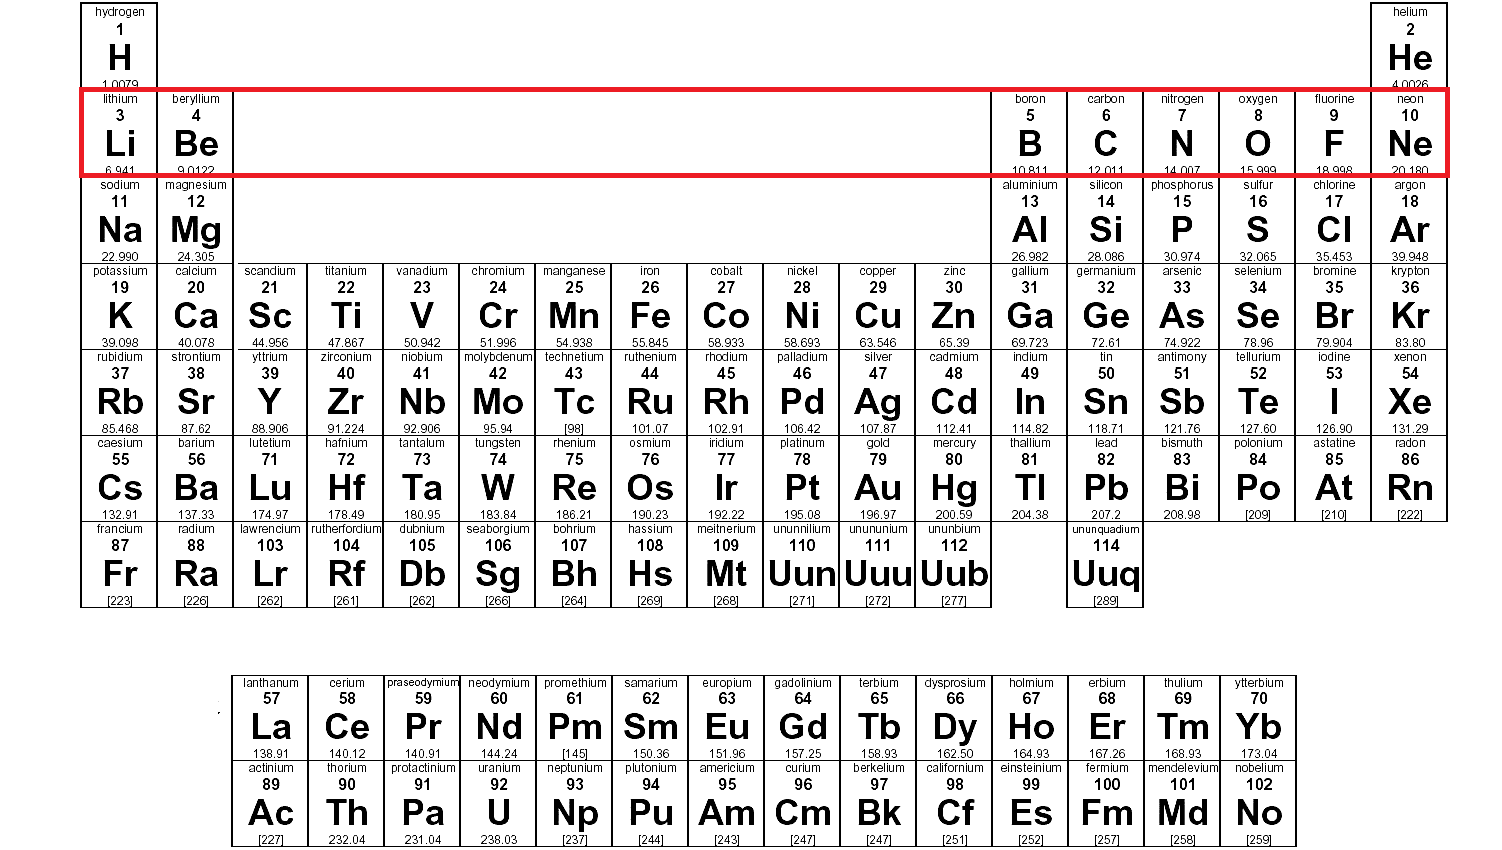 hydrogen helium
1 2
H He
1.0079 4.0026
lithium beryllium boron carbon nitrogen oxygen fluorine neon
3 4 5 6 7 8 9 10
Li Be B C N O F Ne
6.941 9.0122 10.811 12.011 14.007 15.999 18.998 20.180
sodium magnesium aluminium silicon phosphorus sulfur chlorine argon
11 12 13 14 15 16 17 18
Na Mg Al Si P S Cl Ar
22.990 24.305 26.982 28.086 30.974 32.065 35.453 39.948
potassium calcium scandium titanium vanadium chromium manganese iron cobalt nickel copper zinc gallium germanium arsenic selenium bromine krypton
19 20 21 22 23 24 25 26 27 28 29 30 31 32 33 34 35 36
K Ca Sc Ti V Cr Mn Fe Co Ni Cu Zn Ga Ge As Se Br Kr
39.098 40.078 44.956 47.867 50.942 51.996 54.938 55.845 58.933 58.693 63.546 65.39 69.723 72.61 74.922 78.96 79.904 83.80
rubidium strontium yttrium zirconium niobium molybdenum technetium ruthenium rhodium palladium silver cadmium indium tin antimony tellurium iodine xenon
37 38 39 40 41 42 43 44 45 46 47 48 49 50 51 52 53 54
Rb Sr Y Zr Nb Mo Tc Ru Rh Pd Ag Cd In Sn Sb Te I Xe
85.468 87.62 88.906 91.224 92.906 95.94 [98] 101.07 102.91 106.42 107.87 112.41 114.82 118.71 121.76 127.60 126.90 131.29
caesium barium lutetium hafnium tantalum tungsten rhenium osmium iridium platinum gold mercury thallium lead bismuth polonium astatine radon
55 56 71 72 73 74 75 76 77 78 79 80 81 82 83 84 85 86
Cs Ba Lu Hf Ta W Re Os Ir Pt Au Hg Tl Pb Bi Po At Rn
132.91 137.33 174.97 178.49 180.95 183.84 186.21 190.23 192.22 195.08 196.97 200.59 204.38 207.2 208.98 [209] [210] [222]
francium radium lawrencium rutherfordium dubnium seaborgium bohrium hassium meitnerium ununnilium unununium ununbium ununquadium
87 88 103 104 105 106 107 108 109 110 111 112 114
Fr Ra Lr Rf Db Sg Bh Hs Mt Uun Uuu Uub Uuq
[223] [226] [262] [261] [262] [266] [264] [269] [268] [271] [272] [277] [289]
lanthanum cerium praseodymium neodymium promethium samarium europium gadolinium terbium dysprosium holmium erbium thulium ytterbium
57 58 59 60 61 62 63 64 65 66 67 68 69 70
La Ce Pr Nd Pm Sm Eu Gd Tb Dy Ho Er Tm Yb
138.91 140.12 140.91 144.24 [145] 150.36 151.96 157.25 158.93 162.50 164.93 167.26 168.93 173.04
actinium thorium protactinium uranium neptunium plutonium americium curium berkelium californium einsteinium fermium mendelevium nobelium
89 90 91 92 93 94 95 96 97 98 99 100 101 102
Ac Th Pa U Np Pu Am Cm Bk Cf Es Fm Md No
[227] 232.04 231.04 238.03 [237] [244] [243] [247] [247] [251] [252] [257] [258] [259]